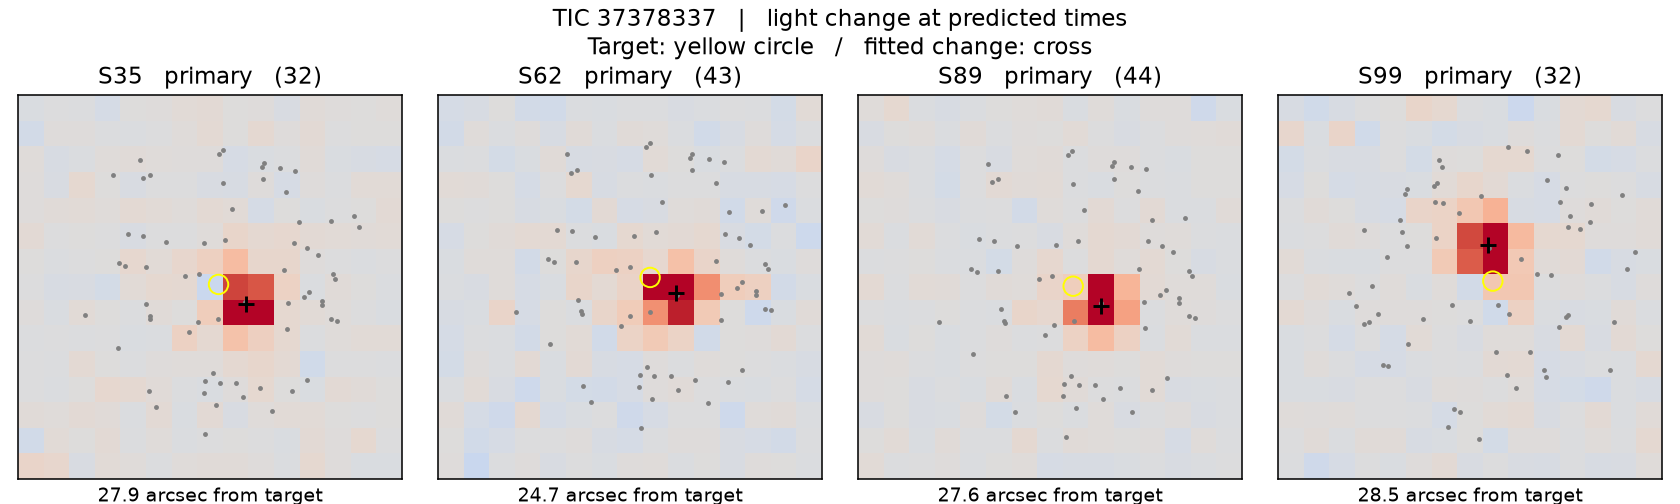 TIC 37378337   |   light change at predicted times
Target: yellow circle   /   fitted change: cross
S35   primary   (32)
S62   primary   (43)
S89   primary   (44)
S99   primary   (32)
27.9 arcsec from target
24.7 arcsec from target
27.6 arcsec from target
28.5 arcsec from target